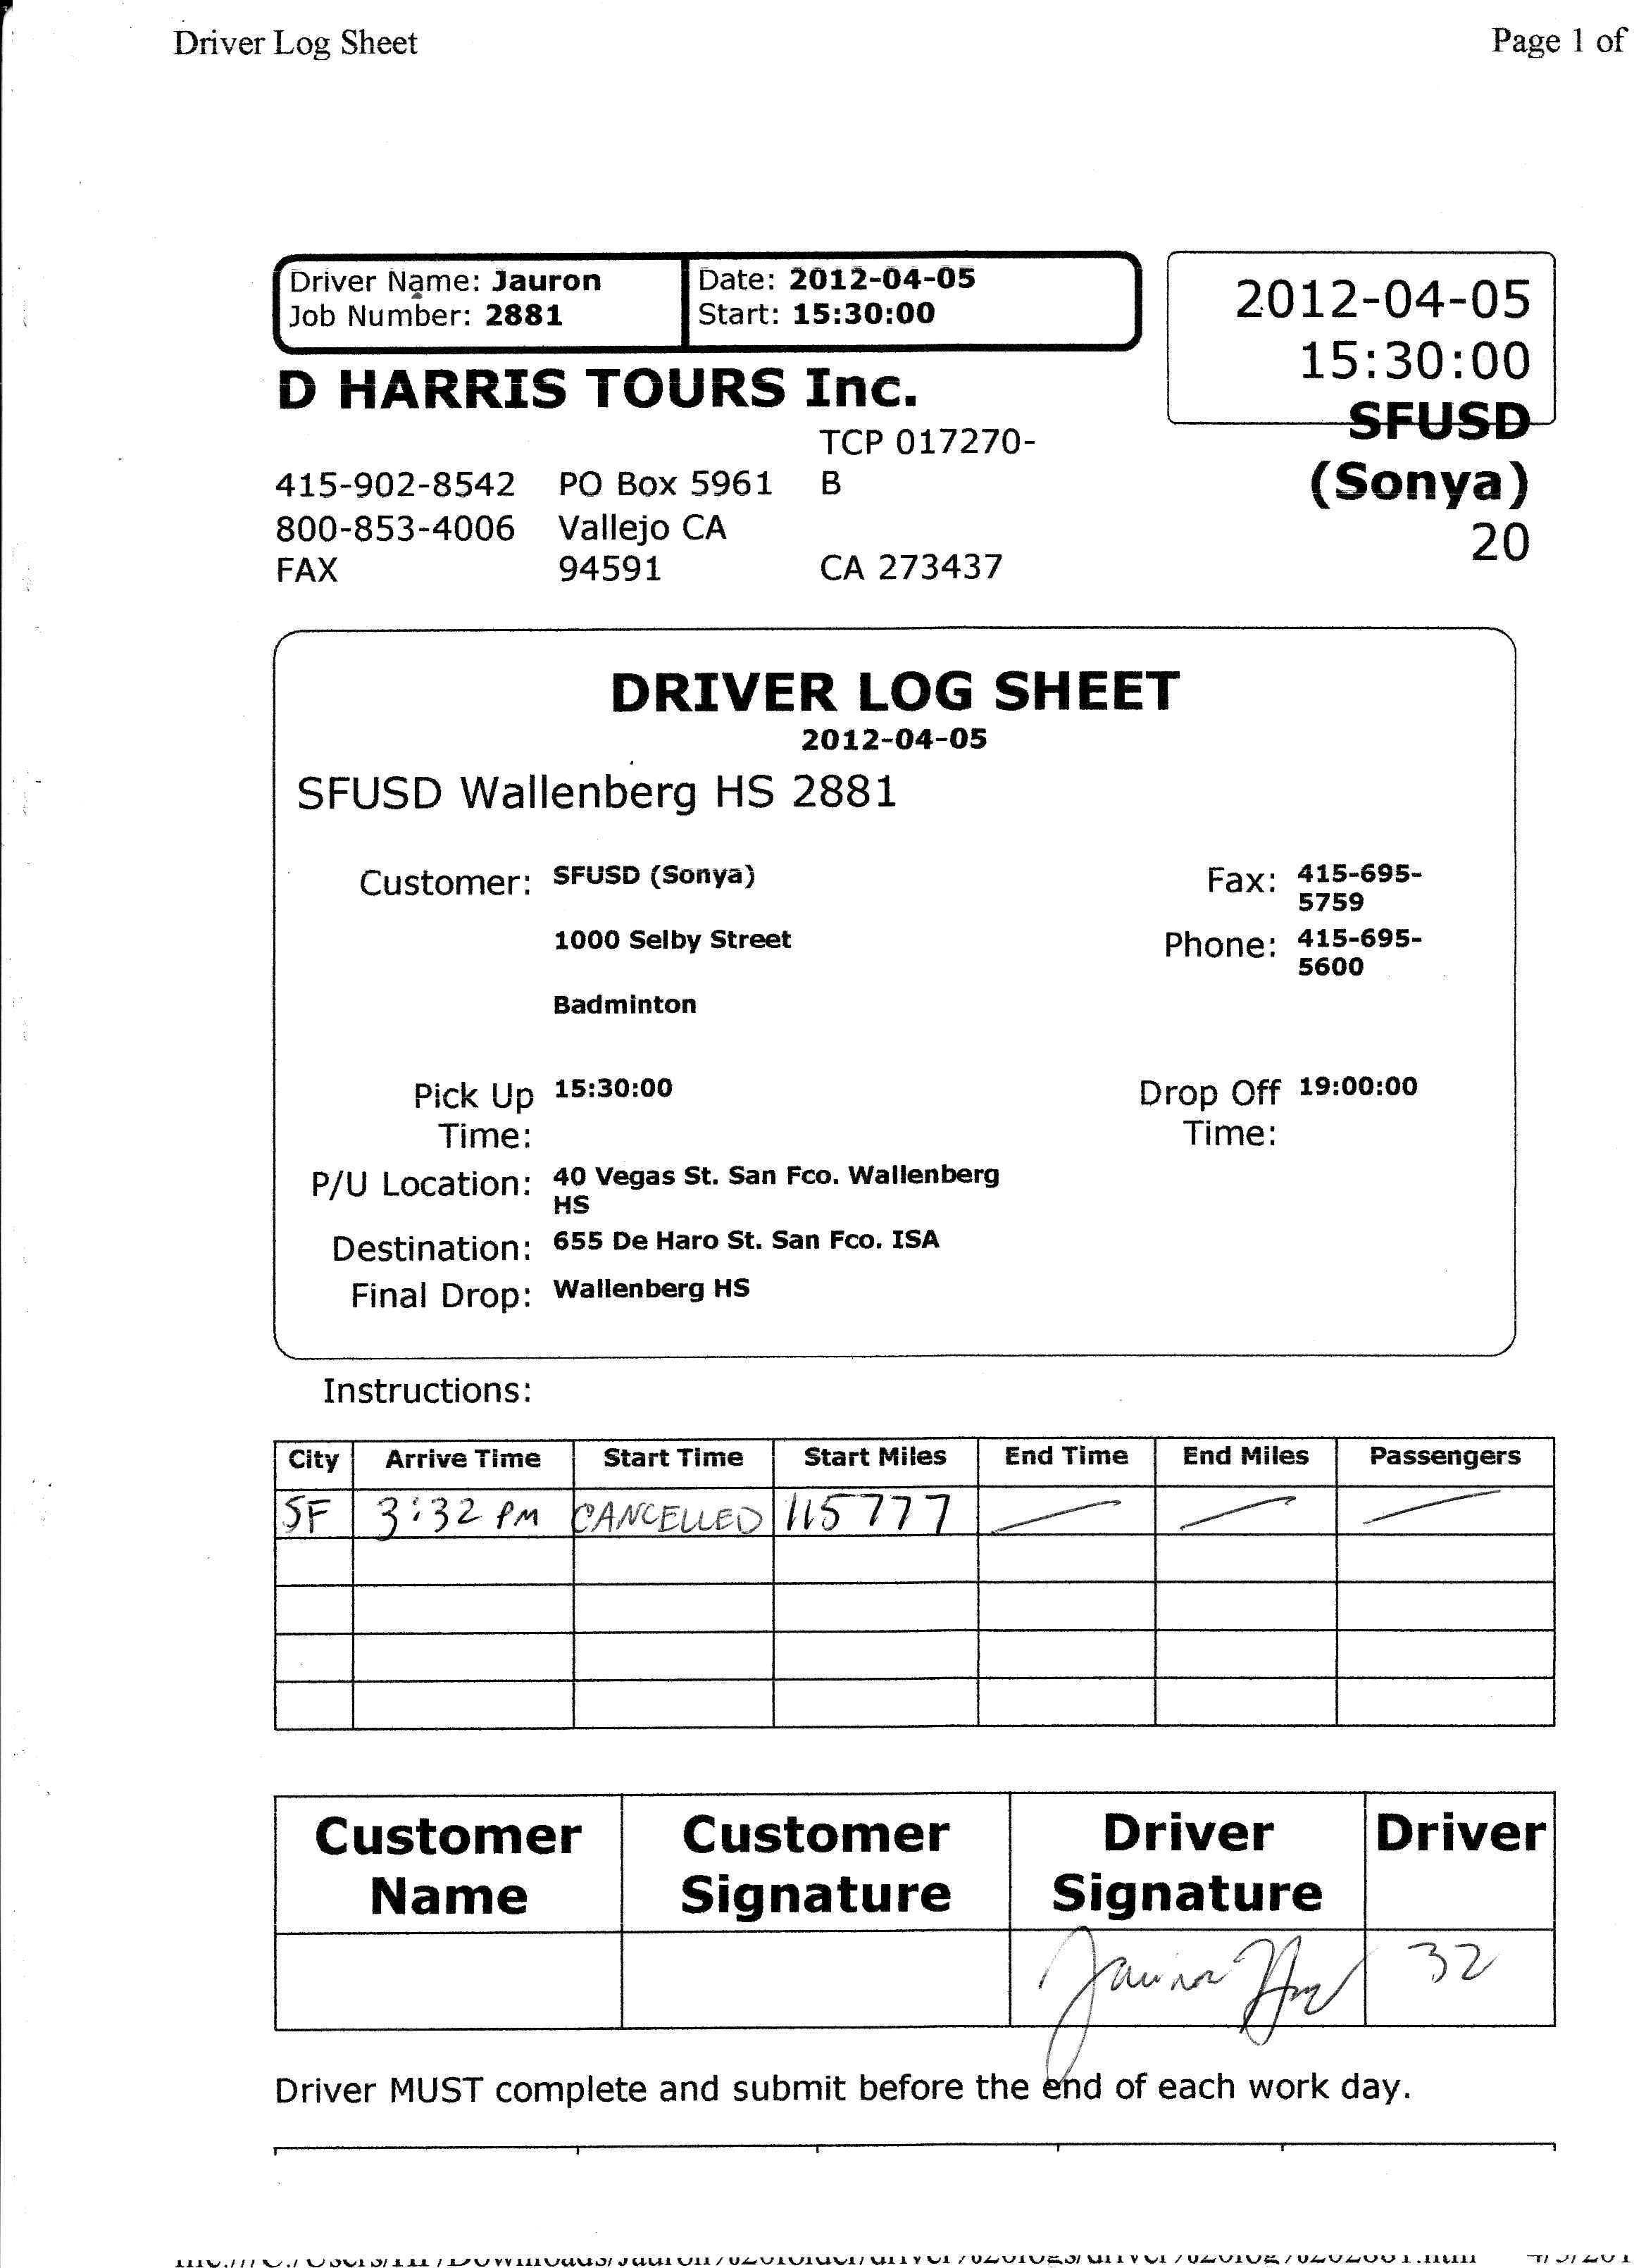 Driver Log Sheet Page 1 of
Driver Name: Jauron Date: 2012-04-05
Job Number: 2881 Start: 15:30:00
2012-04-05
15:30:00
SFUSD
(Sonya)
20
D HARRIS TOURS Inc.
TCP 017270-
415-902-8542 PO Box 5961 B
800-853-4006 Vallejo CA
FAX 94591 CA 273437
DRIVER LOG SHEET
2012-04-05
SFUSD Wallenberg HS 2881
Customer: SFUSD (Sonya) Fax: 415-695-
5759
1000 Selby Street Phone: 415-695-
5600
Badminton
Pick Up 15:30:00 Drop Off 19:00:00
Time: Time:
P/U Location: 40 Vegas St. San Fco. Wallenberg
HS
Destination: 655 De Haro St. San Fco. ISA
Final Drop: Wallenberg HS
Instructions:
City Arrive Time Start Time Start Miles End Time End Miles Passengers
SF 3:32 PM CANCELLED 115777 — — —
Customer Customer Driver Driver
Name Signature Signature
32
Driver MUST complete and submit before the end of each work day.